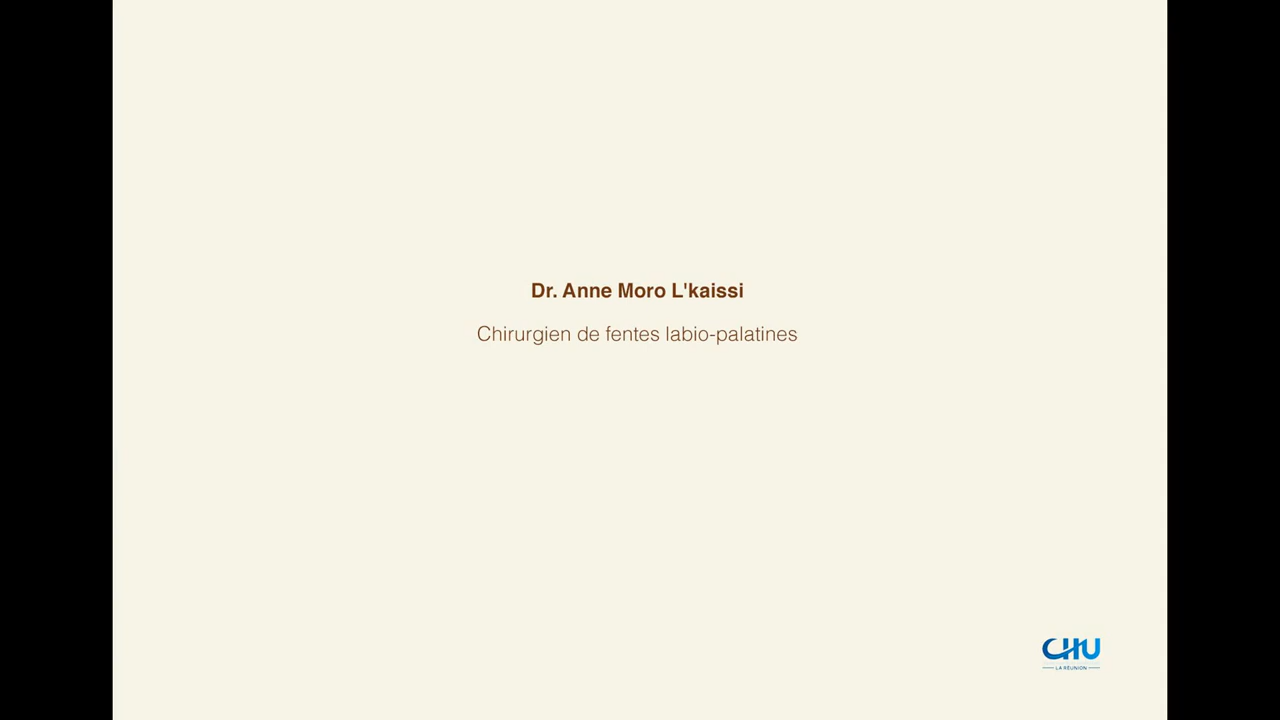 Dr. Anne Moro L'kaissi
Chirurgien de fentes labio-palatines
CHU
LA RÉUNION